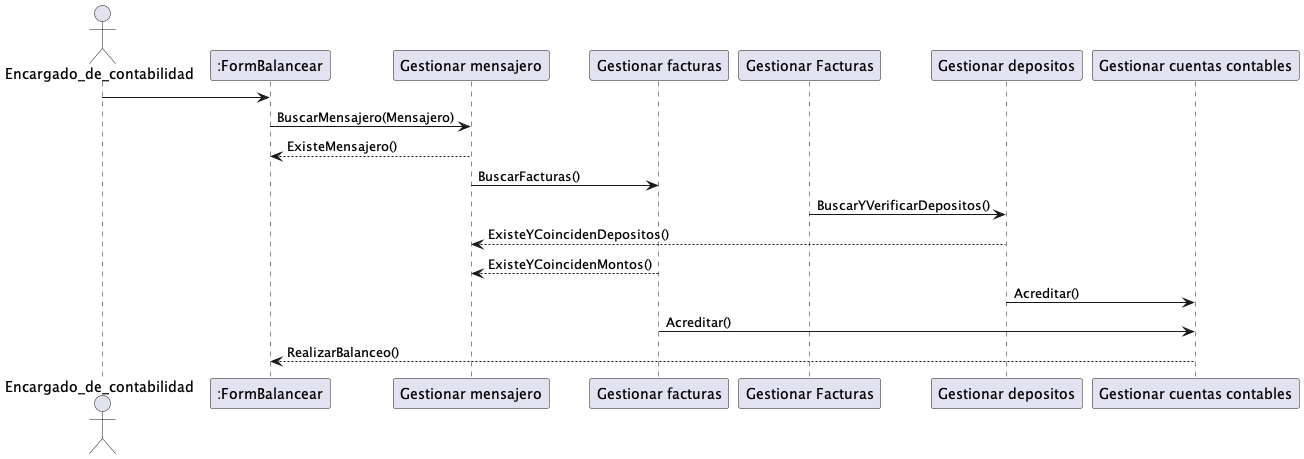 Encargado_de_contabilidad
:FormBalancear
Gestionar mensajero
Gestionar facturas
Gestionar Facturas
Gestionar depositos
Gestionar cuentas contables
BuscarMensajero(Mensajero)
ExisteMensajero()
BuscarFacturas()
BuscarYVerificarDepositos()
ExisteYCoincidenDepositos()
ExisteYCoincidenMontos()
Acreditar()
Acreditar()
RealizarBalanceo()
Encargado_de_contabilidad
:FormBalancear
Gestionar mensajero
Gestionar facturas
Gestionar Facturas
Gestionar depositos
Gestionar cuentas contables